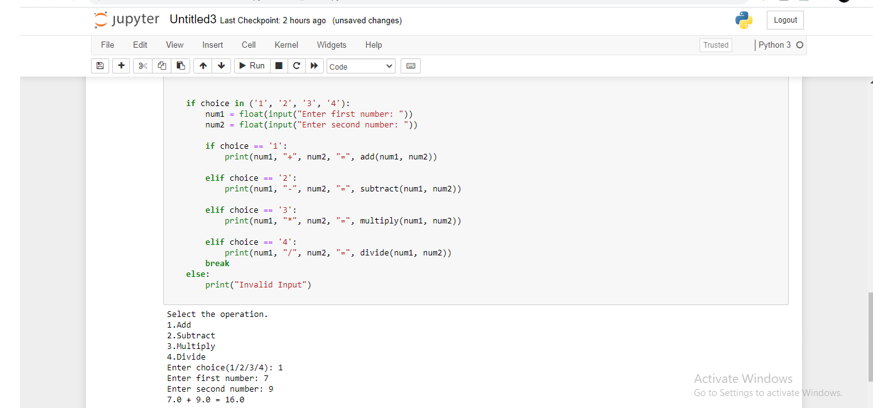 jupyter Untitled3 Last Checkpoint: 2 hours ago (unsaved changes) Logout
File Edit View Insert Cell Kernel Widgets Help Trusted Python 3
Run Code
if choice in ('1', '2', '3', '4'):
num1 = float(input("Enter first number: "))
num2 = float(input("Enter second number: "))
if choice == '1':
print(num1, "+", num2, "=", add(num1, num2))
elif choice == '2':
print(num1, "-", num2, "=", subtract(num1, num2))
elif choice == '3':
print(num1, "*", num2, "=", multiply(num1, num2))
elif choice == '4':
print(num1, "/", num2, "=", divide(num1, num2))
break
else:
print("Invalid Input")
Select the operation.
1.Add
2.Subtract
3.Multiply
4.Divide
Enter choice(1/2/3/4): 1
Enter first number: 7
Enter second number: 9
7.0 + 9.0 = 16.0
Activate Windows
Go to Settings to activate Windows.